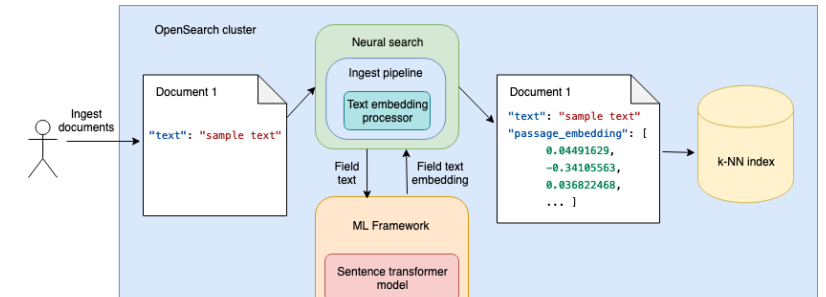 OpenSearch cluster
Neural search
Ingest pipeline
Text embedding
processor
Ingest
documents
Document 1
"text": "sample text"
Document 1
"text": "sample text"
"passage_embedding": [
0.04491629,
-0.34105563,
0.036822468,
... ]
k-NN index
Field
text
Field text
embedding
ML Framework
Sentence transformer
model